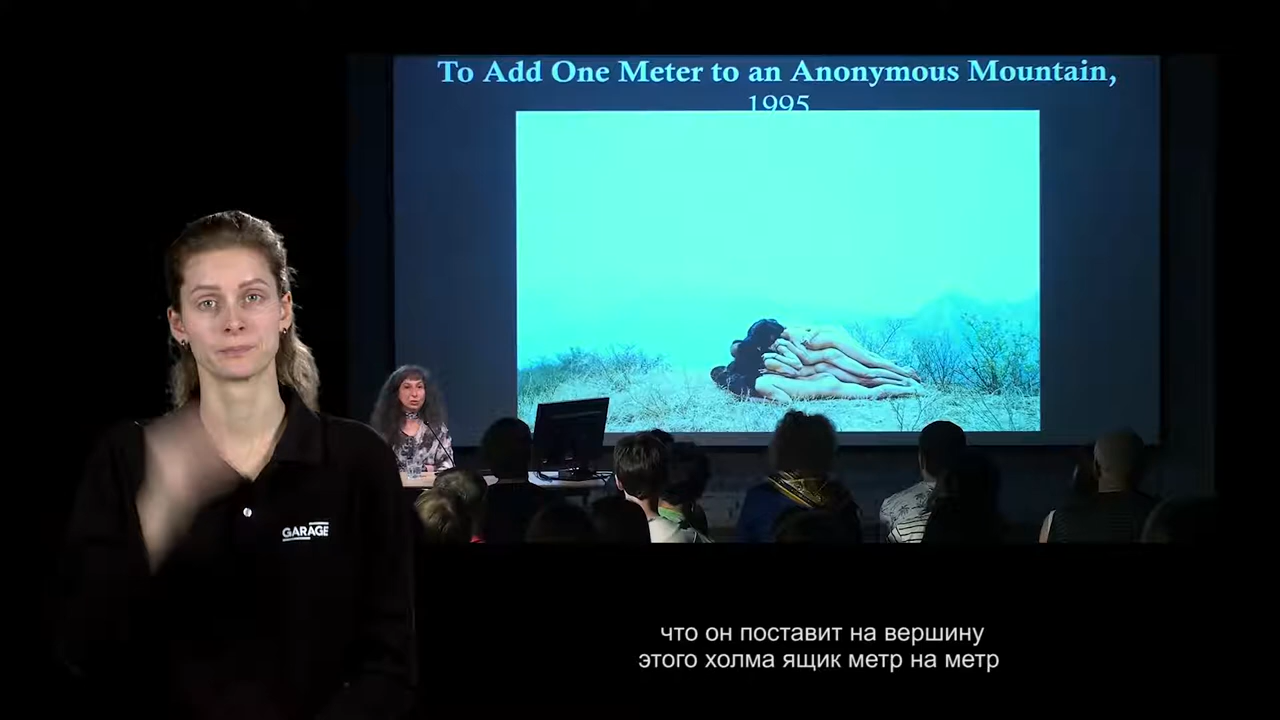 To Add One Meter to an Anonymous Mountain,
1995
GARAGE
что он поставит на вершину
этого холма ящик метр на метр